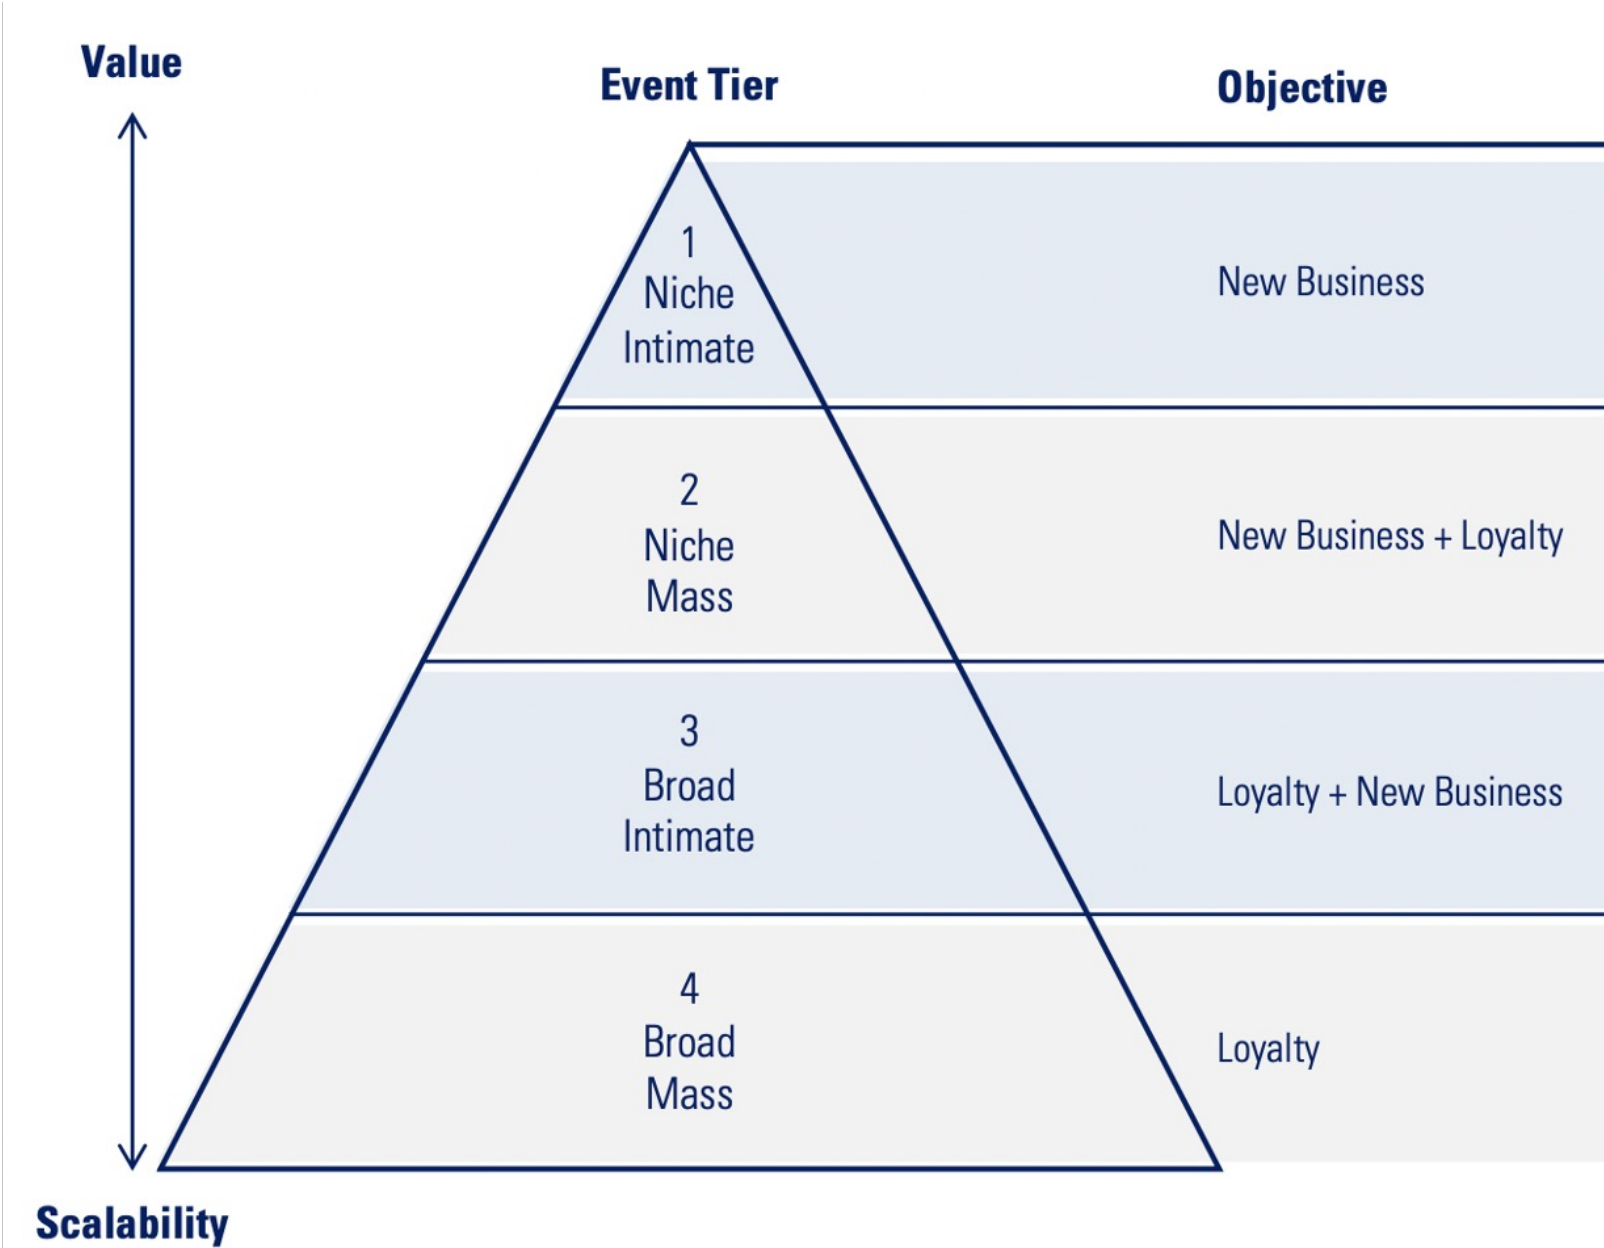 Value
Event Tier
Objective
1
Niche
Intimate
New Business
2
Niche
Mass
New Business + Loyalty
3
Broad
Intimate
Loyalty + New Business
4
Broad
Mass
Loyalty
Scalability